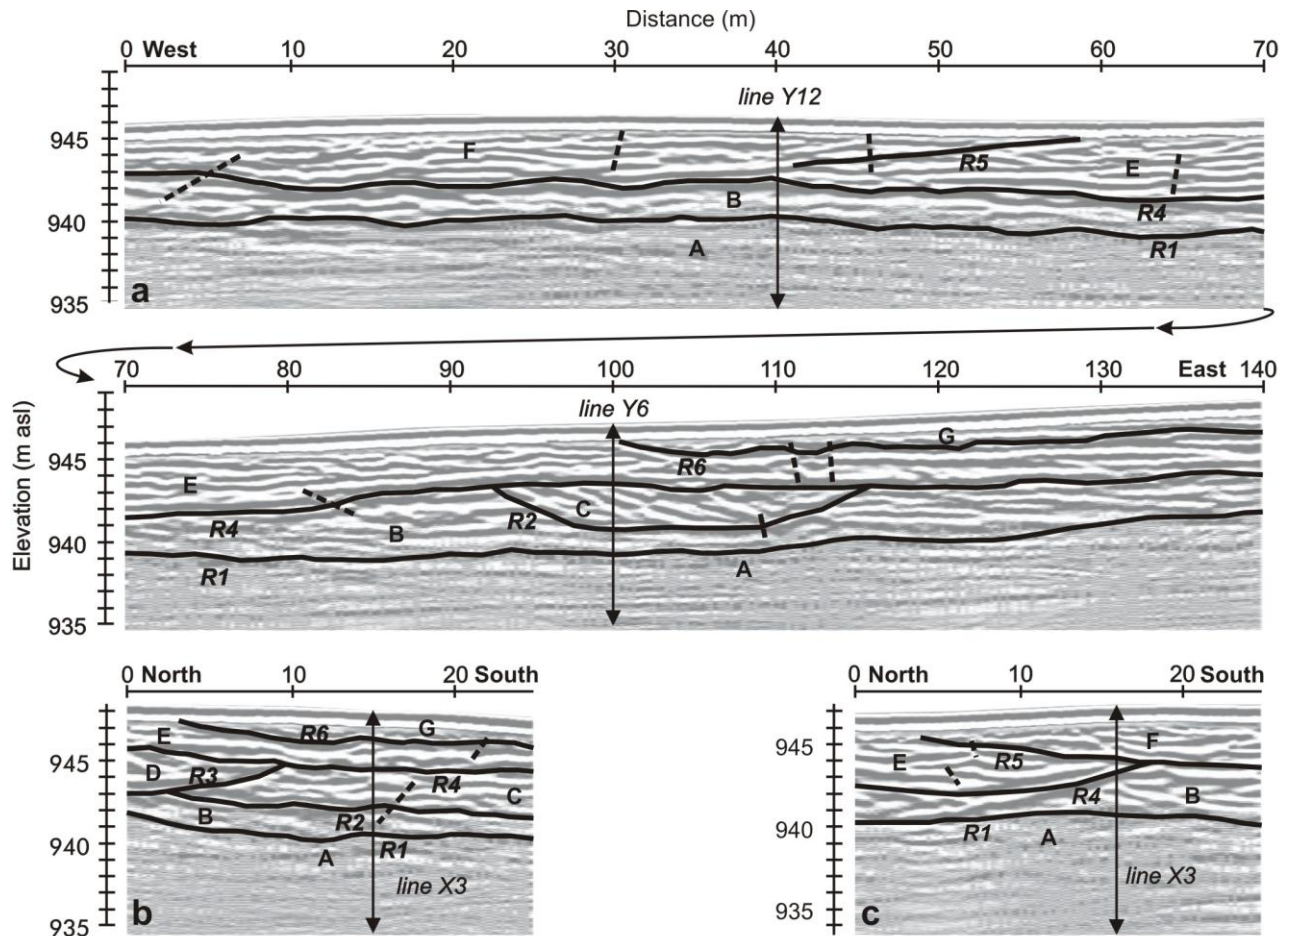 Distance (m)
0 West 10 20 30 40 50 60 70
line Y12
945
F
R5
E
B
940
R4
A
R1
935
a
70 80 90 100 110 120 130 East 140
line Y6
Elevation (m asl)
G
945
R6
E
C
R2
R4
B
940
A
R1
935
0 North 10 20 South
E
R6
G
945
D
R3
R4
C
B
R2
R1
940
A
line X3
935
b
0 North 10 20 South
945
F
E
R5
R4
B
940
R1
A
line X3
935
c